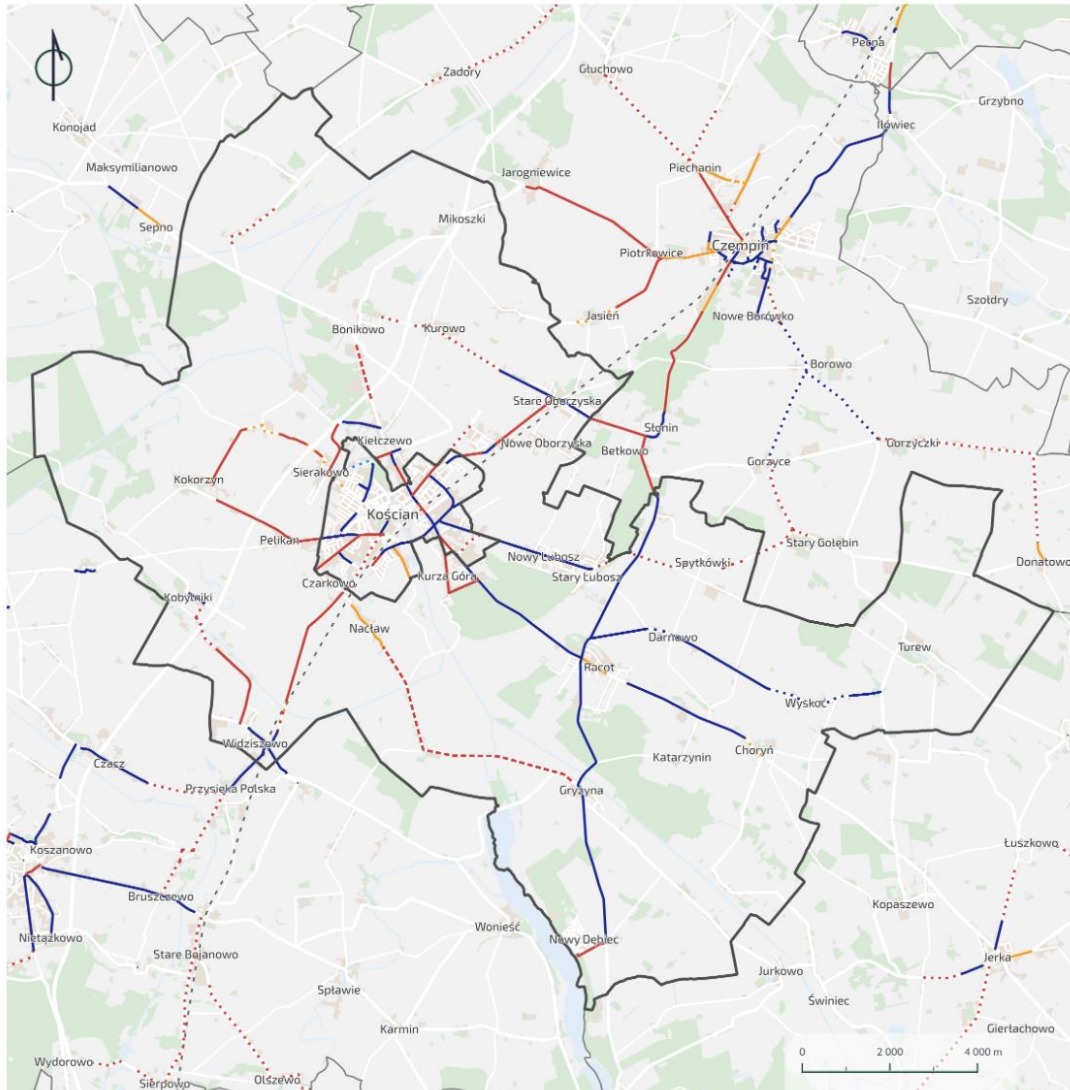 Pecna
Zadory
Głuchowo
Grzybno
Konojad
Iłówiec
Maksymilianowo
Piechanin
Jarogniewice
Mikoszki
Sepno
Czempiń
Piotrkowice
Szołdry
Jasień
Nowe Borówko
Bonikowo
Kurowo
Borowo
Stare Oborzyska
Słonin
Kiełczewo
Nowe Oborzyska
Gorzyczki
Betkowo
Sierakowo
Gorzyce
Kokorzyn
Kościan
Pelikan
Stary Gołębin
Nowy Lubosz
Spytkówki
Donatowo
Czarkowo
Kurza Góra
Stary Lubosz
Kobylniki
Nacław
Darnowo
Turew
Racot
Wyskoć
Widziszewo
Choryń
Katarzynin
Czasz
Przysieka Polska
Gryżyna
Łuszkowo
Koszanowo
Bruszczewo
Kopaszewo
Nietążkowo
Wonieść
Nowy Dębiec
Stare Bojanowo
Jerka
Jurkowo
Spławie
Świniec
Karmin
Gierłachowo
0 2 000 4 000 m
Wydorowo
Sierpowo
Olszewo